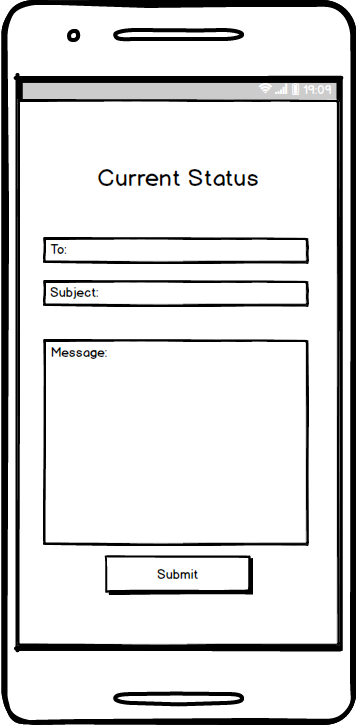 19:09
Current Status
To:
Subject:
Message:
Submit